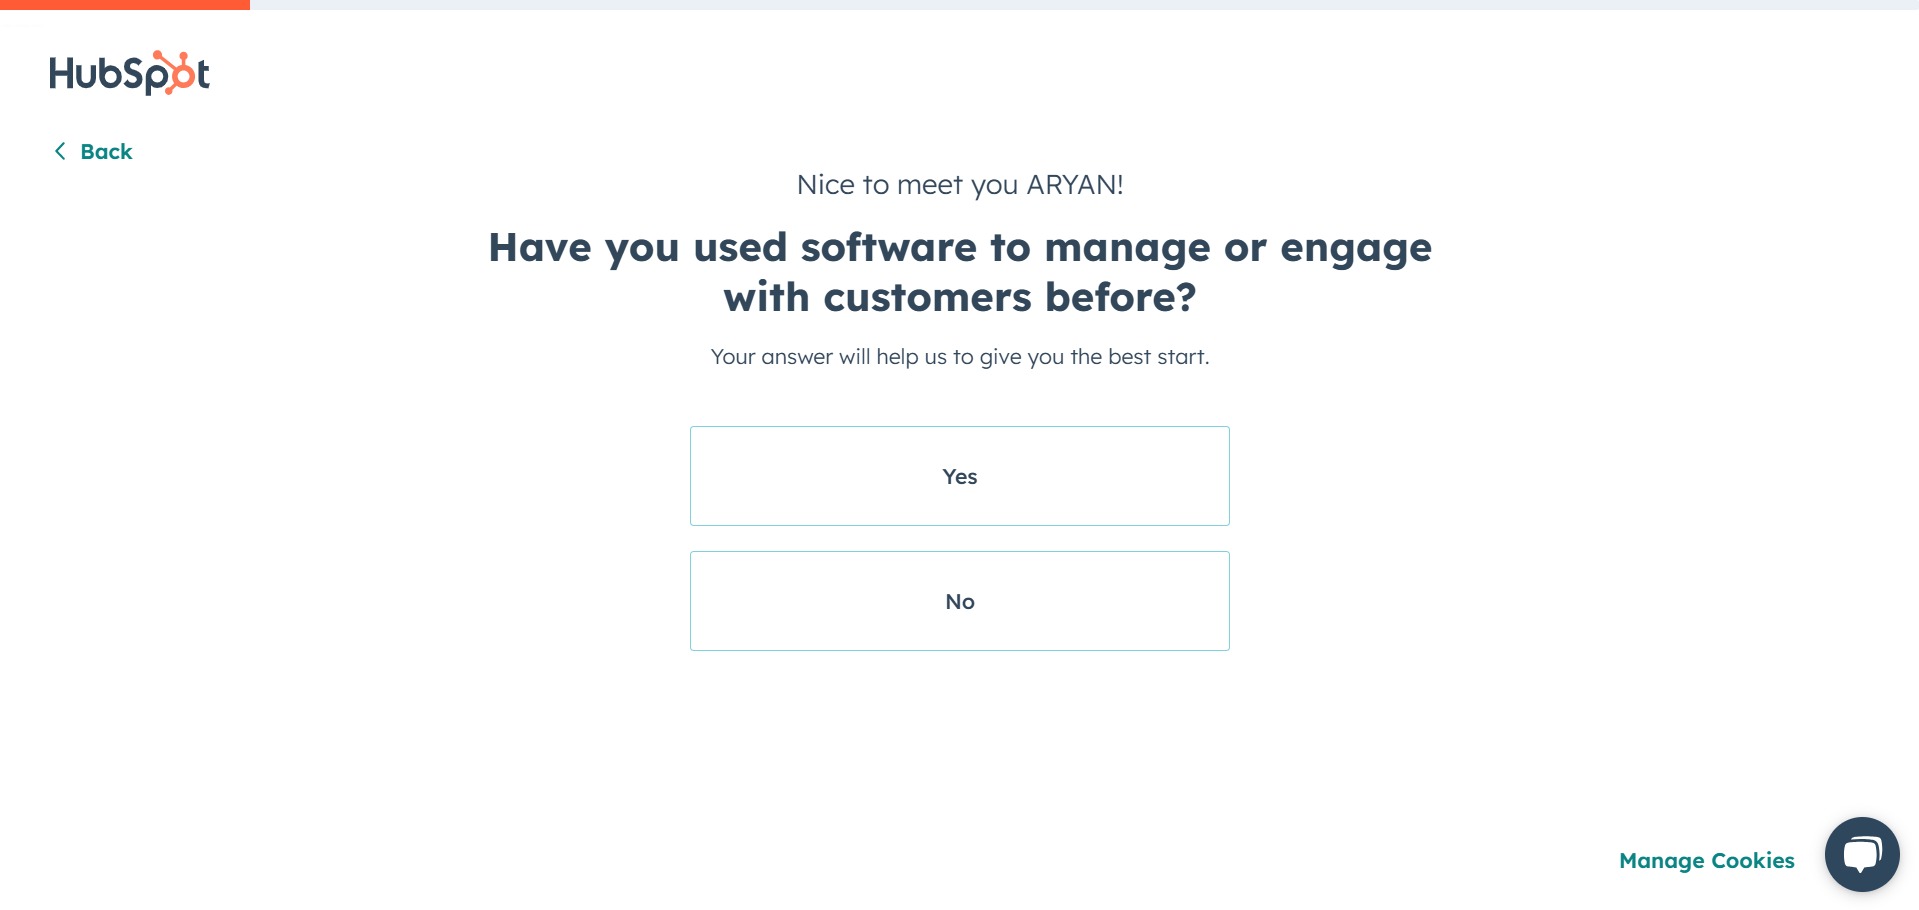 HubSpot
Back
Nice to meet you ARYAN!
Have you used software to manage or engage
with customers before?
Your answer will help us to give you the best start.
Yes
No
Manage Cookies